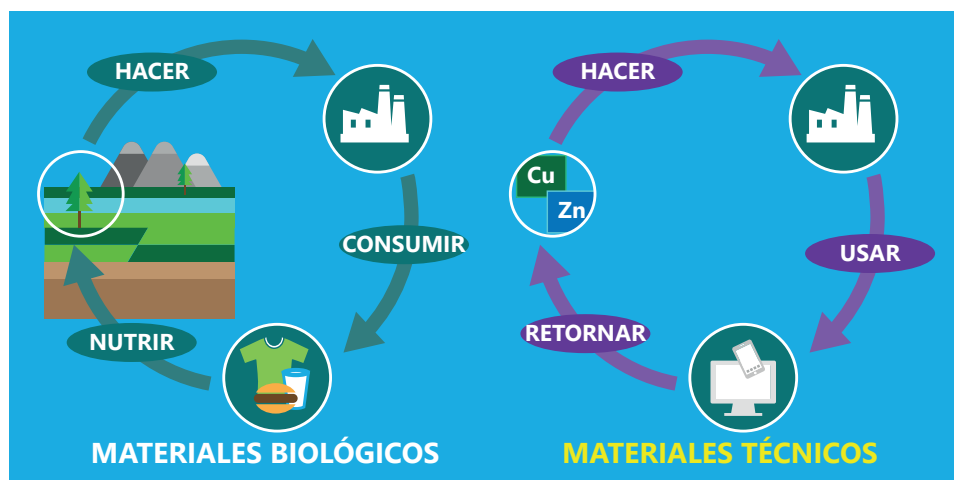 HACER
CONSUMIR
NUTRIR
MATERIALES BIOLÓGICOS
HACER
Cu
Zn
USAR
RETORNAR
MATERIALES TÉCNICOS